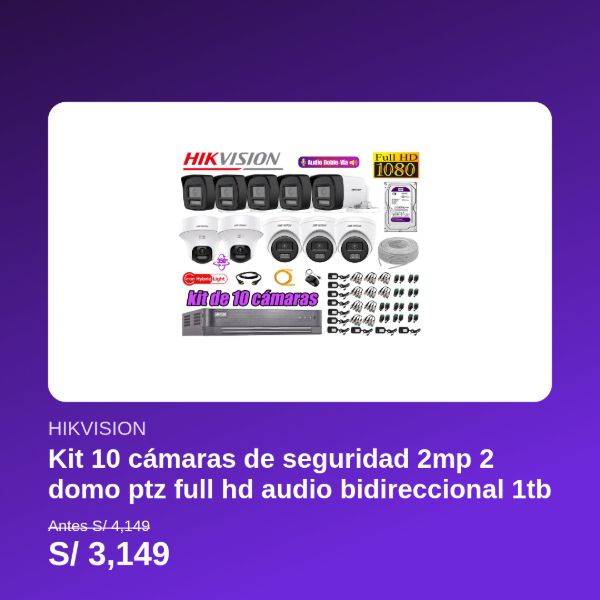 HIKVISION
Audio Doble-Vía
Full HD
1080
kit de 10 cámaras
HIKVISION
Kit 10 cámaras de seguridad 2mp 2
domo ptz full hd audio bidireccional 1tb
Antes S/ 4,149
S/ 3,149